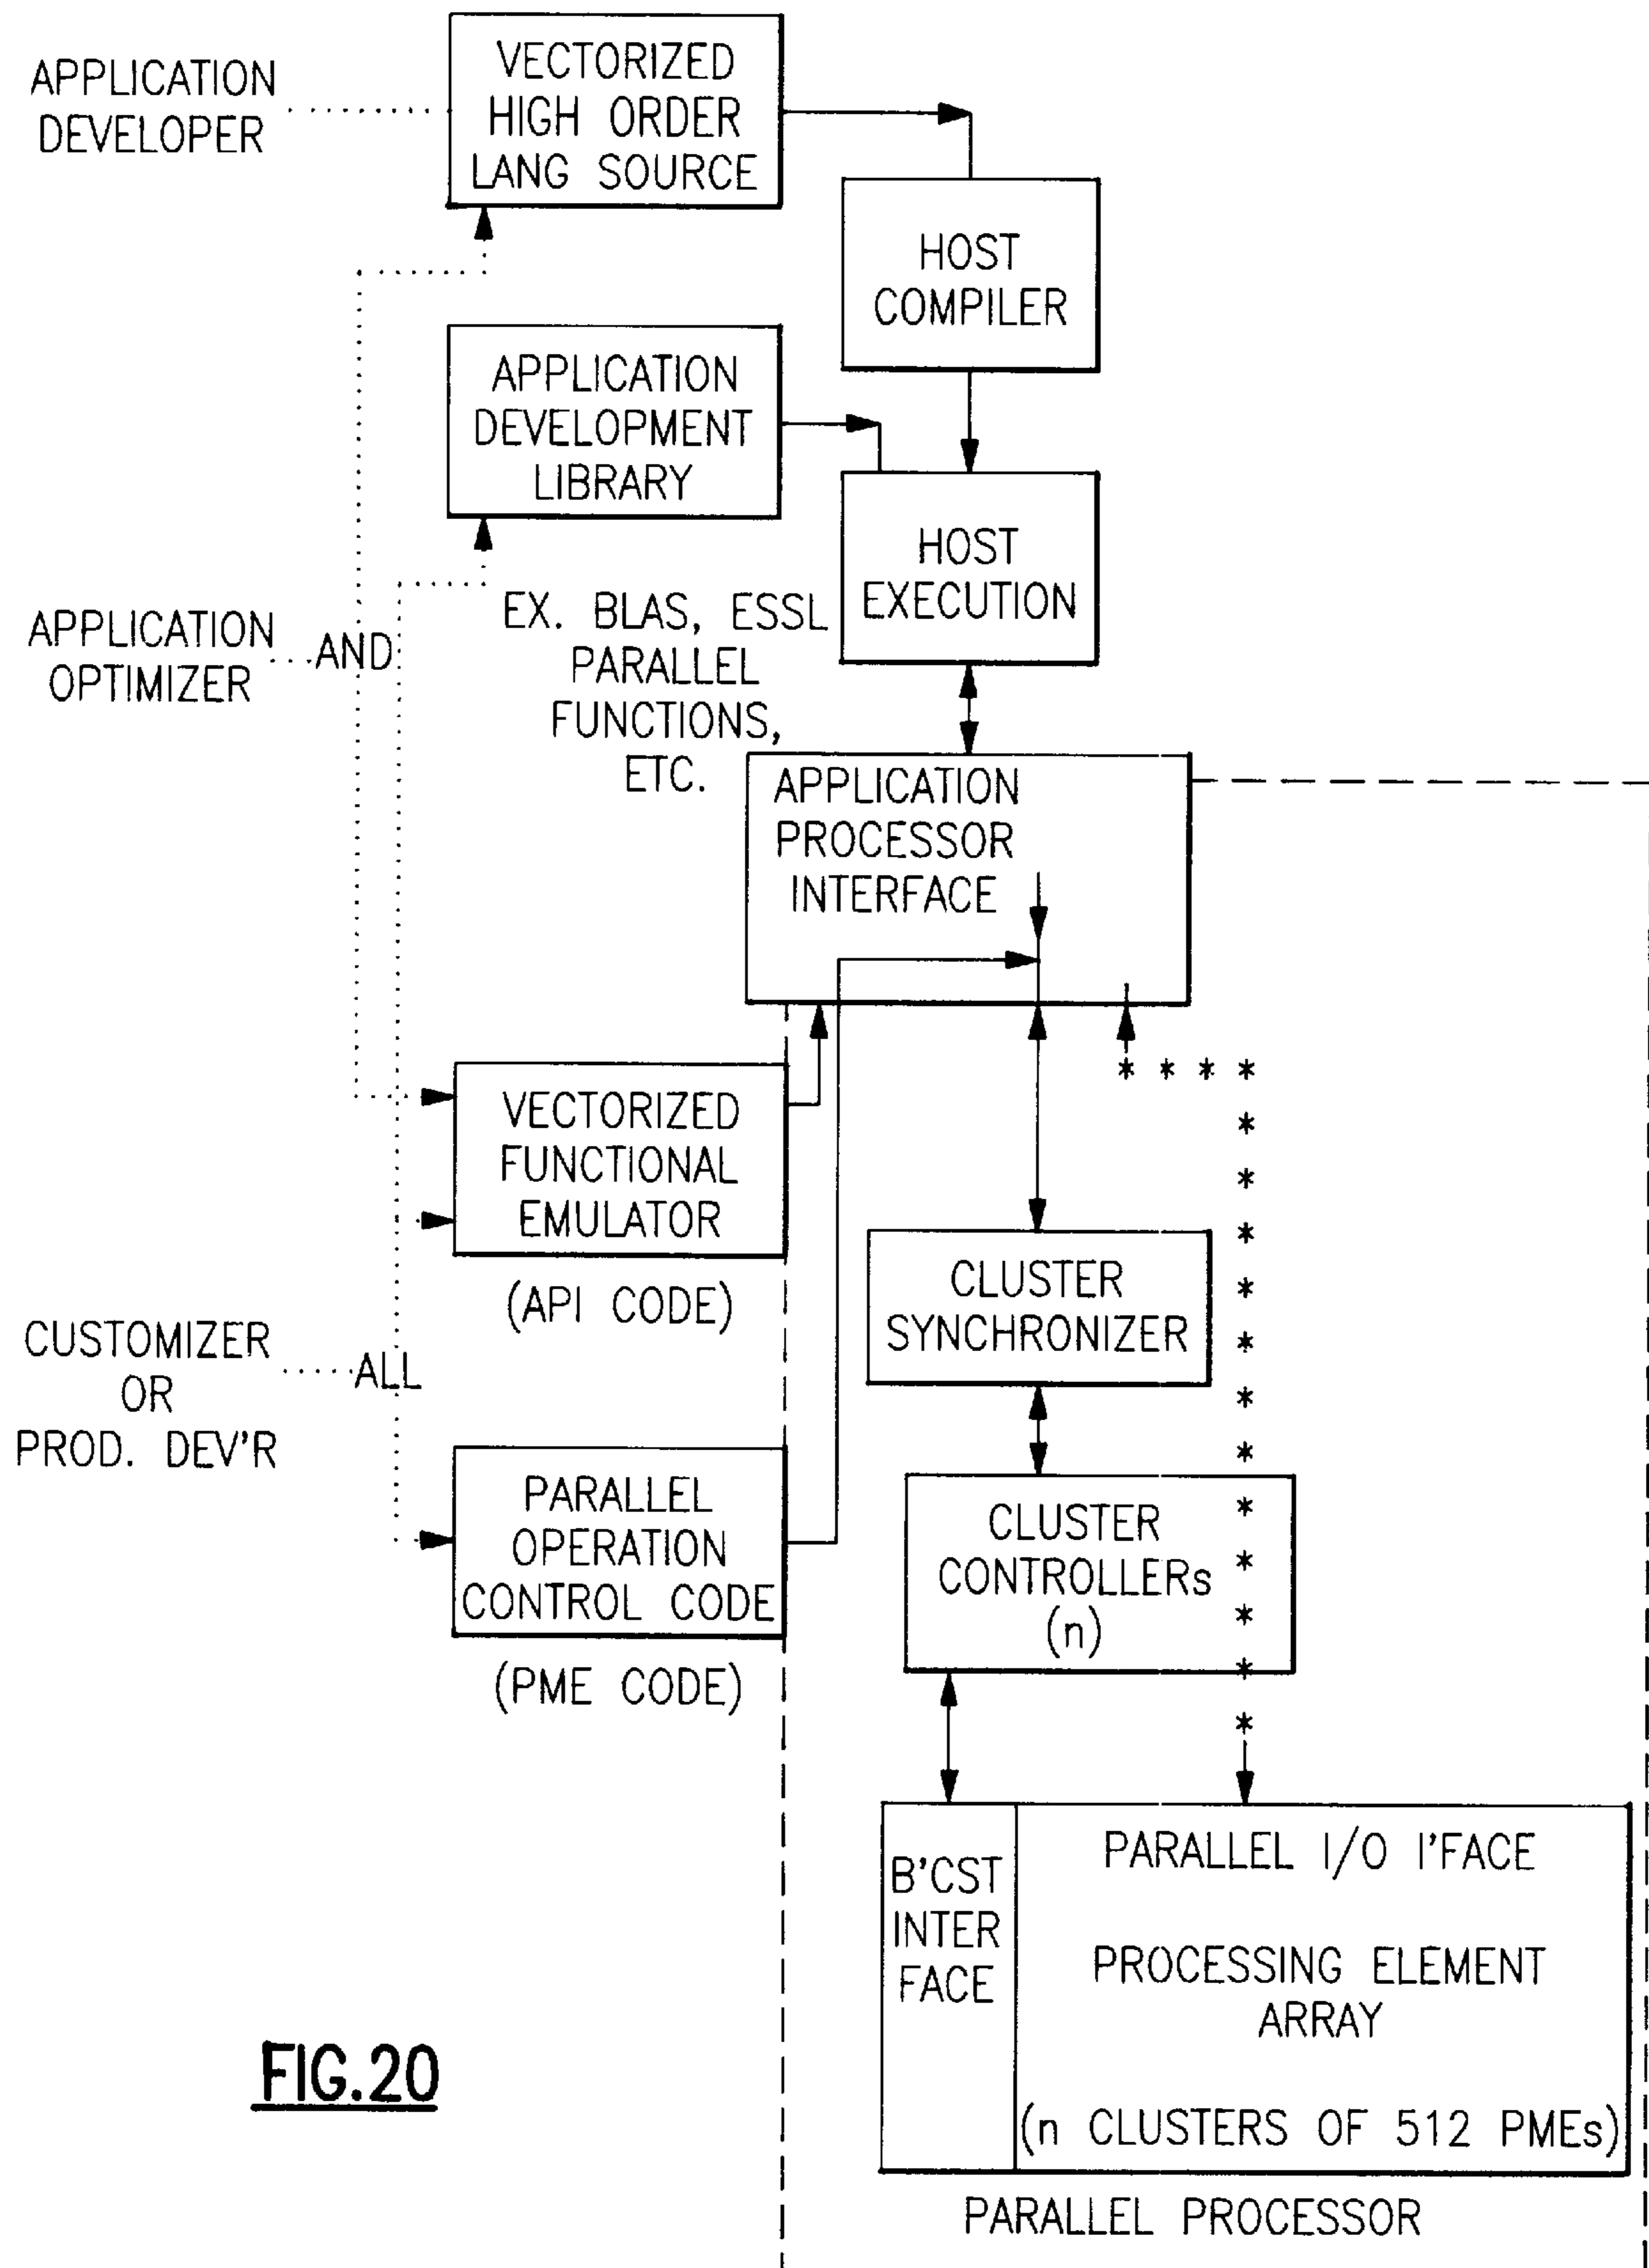 APPLICATION
DEVELOPER
VECTORIZED
HIGH ORDER
LANG SOURCE
HOST
COMPILER
APPLICATION
DEVELOPMENT
LIBRARY
HOST
EXECUTION
EX. BLAS, ESSL
PARALLEL
FUNCTIONS,
ETC.
APPLICATION
OPTIMIZER
AND
APPLICATION
PROCESSOR
INTERFACE
* * * *
*
*
*
*
*
*
*
*
*
*
*
*
VECTORIZED
FUNCTIONAL
EMULATOR
(API CODE)
CLUSTER
SYNCHRONIZER
CUSTOMIZER
OR
PROD. DEV'R
ALL
PARALLEL
OPERATION
CONTROL CODE
(PME CODE)
CLUSTER
CONTROLLERs
(n)
B'CST
INTER
FACE
PARALLEL I/O I'FACE
PROCESSING ELEMENT
ARRAY
(n CLUSTERS OF 512 PMEs)
PARALLEL PROCESSOR
FIG.20